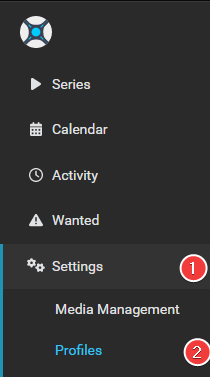 Series
Calendar
Activity
Wanted
Settings 1
Media Management
Profiles 2